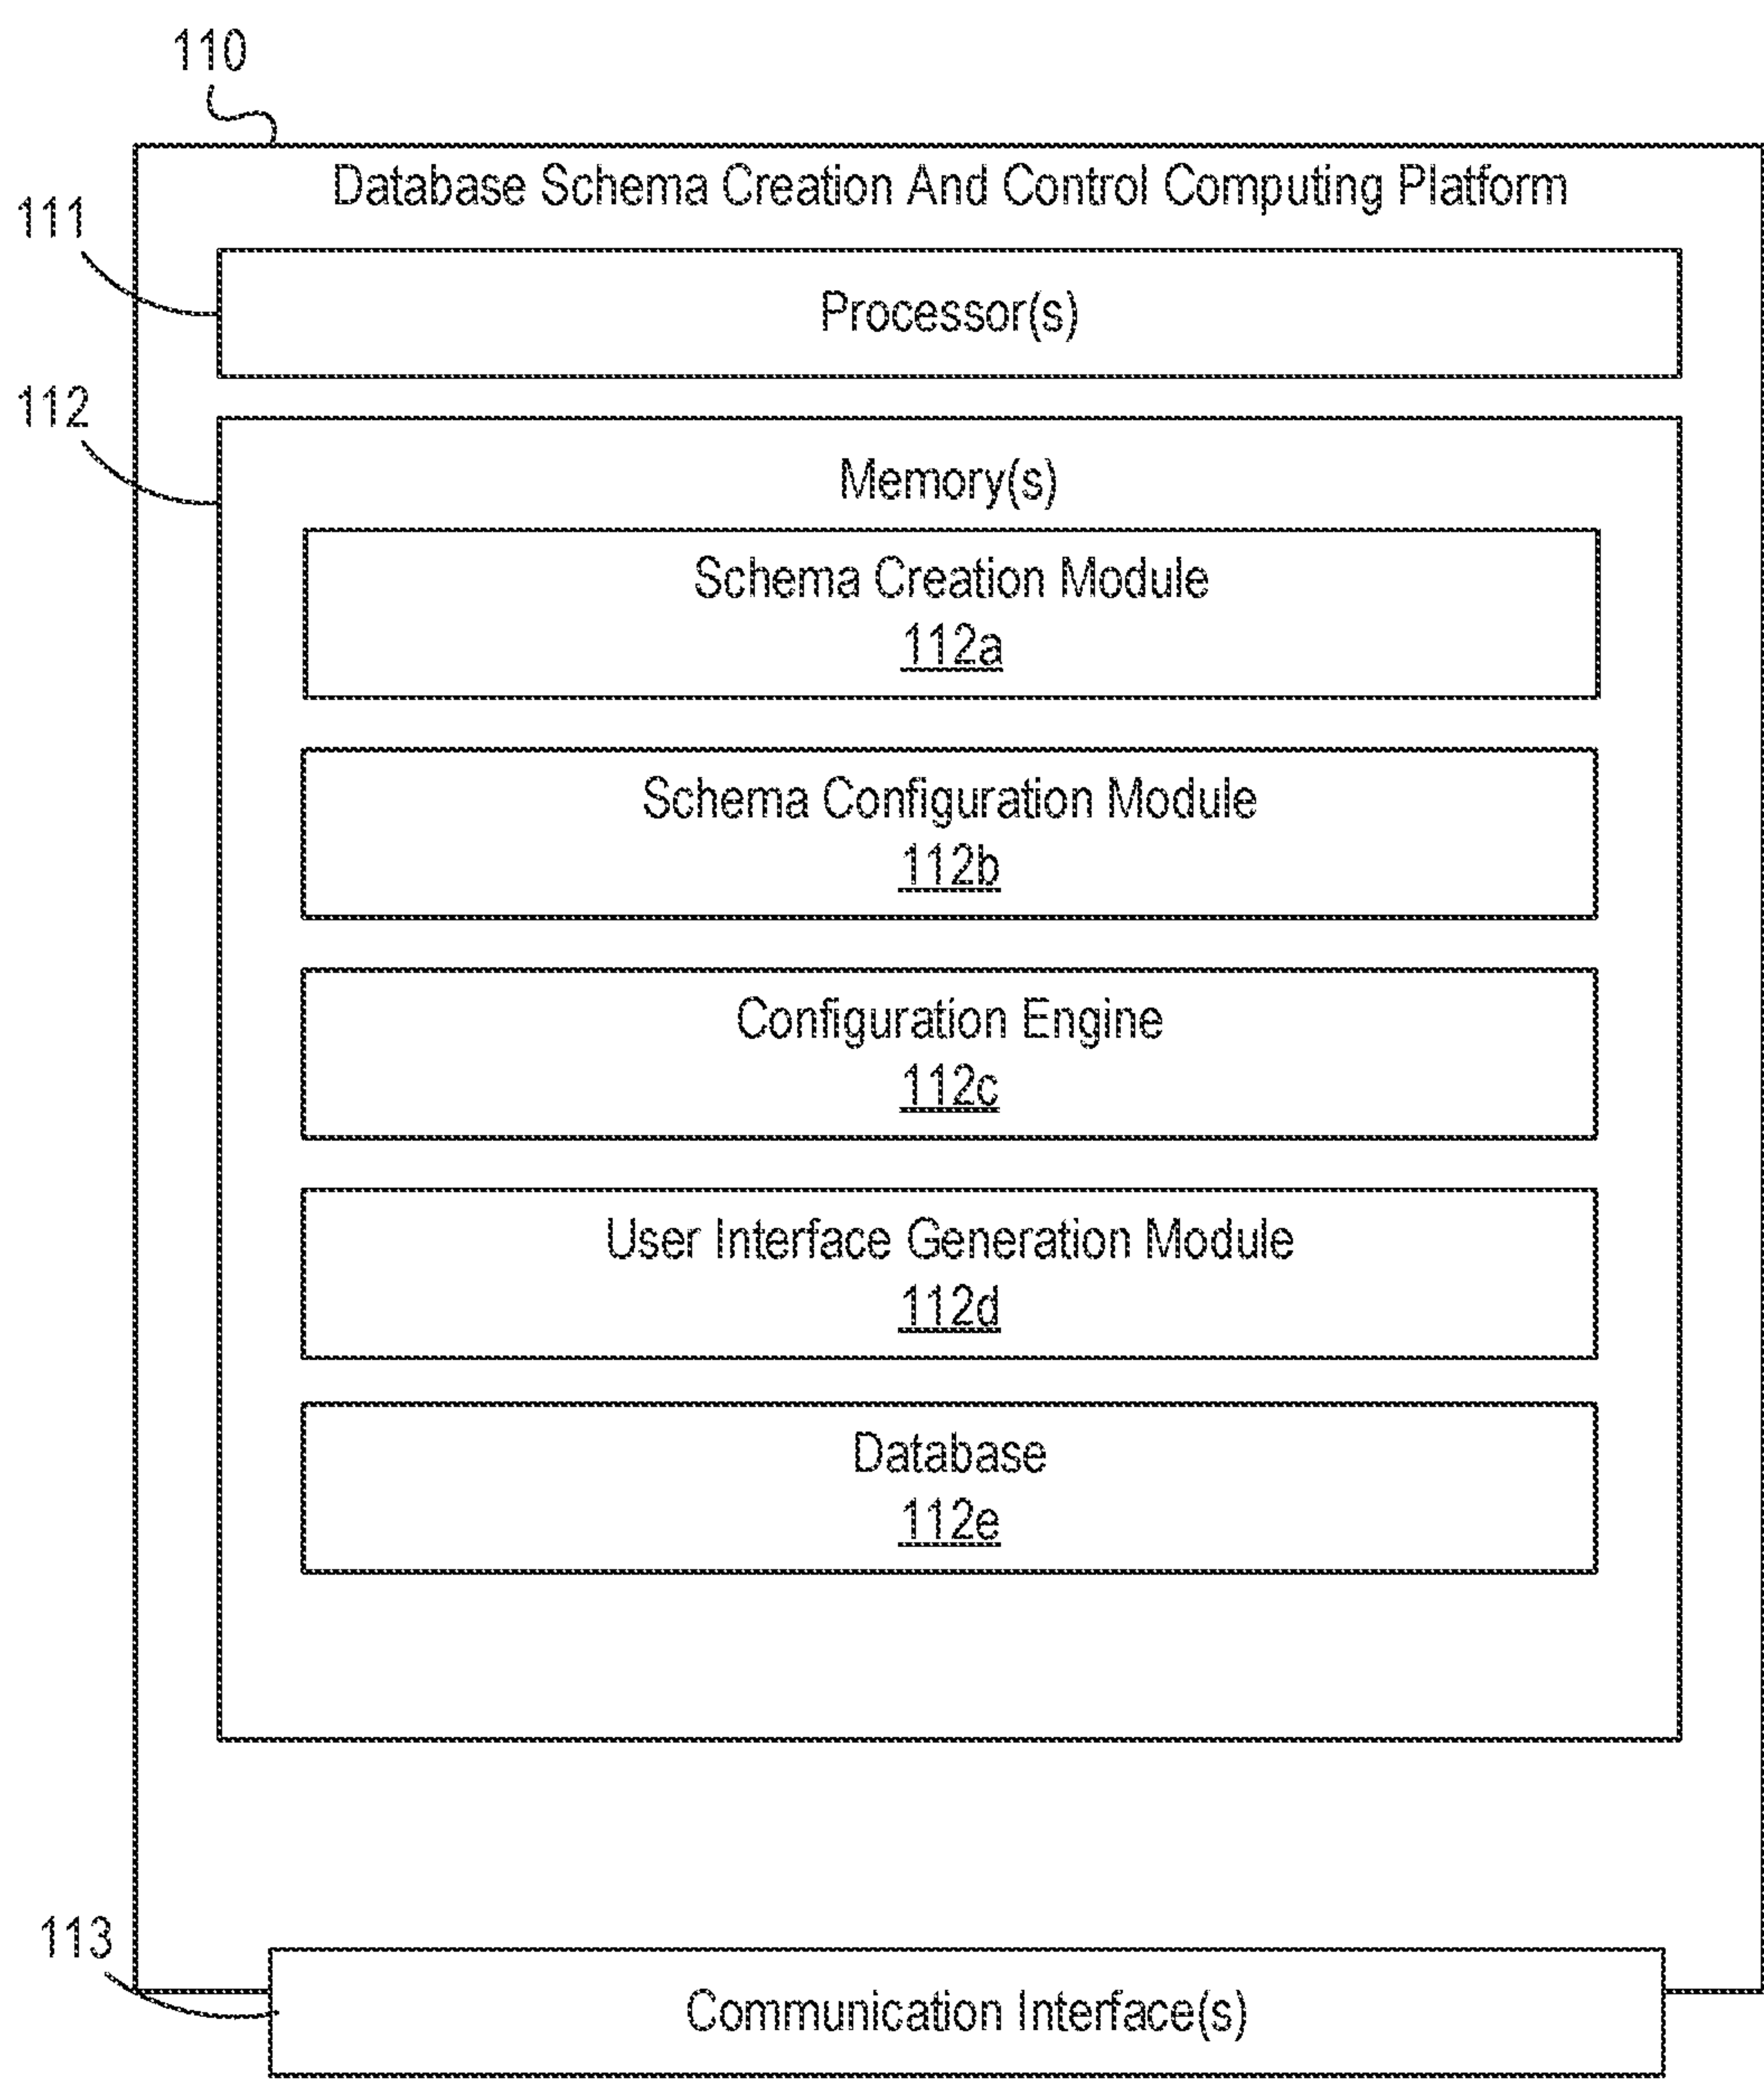 110
Database Schema Creation And Control Computing Platform
111
Processor(s)
112
Memory(s)
Schema Creation Module
112a
Schema Configuration Module
112b
Configuration Engine
112c
User Interface Generation Module
112d
Database
112e
113
Communication Interface(s)